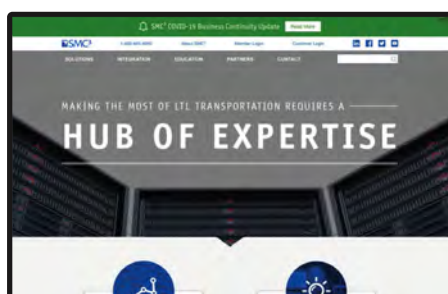 SMC³ COVID-19 Business Continuity Update Read More
SMC³ About SMC³ Member Login Customer Login
SOLUTIONS INTEGRATION EDUCATION PARTNERS CONTACT
MAKING THE MOST OF LTL TRANSPORTATION REQUIRES A
HUB OF EXPERTISE